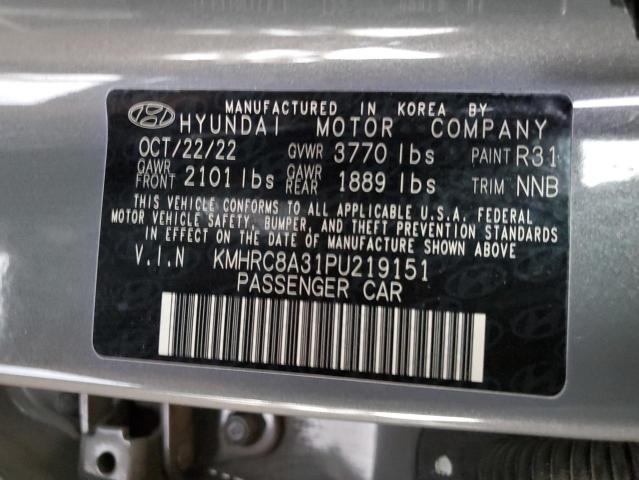 MANUFACTURED IN KOREA BY
HYUNDAI MOTOR COMPANY
OCT/22/22 GVWR 3770 lbs PAINT R31
GAWR FRONT 2101 lbs GAWR REAR 1889 lbs TRIM NNB
THIS VEHICLE CONFORMS TO ALL APPLICABLE U.S.A. FEDERAL
MOTOR VEHICLE SAFETY, BUMPER, AND THEFT PREVENTION STANDARDS
IN EFFECT ON THE DATE OF MANUFACTURE SHOWN ABOVE.
V.I.N KMHRC8A31PU219151
PASSENGER CAR